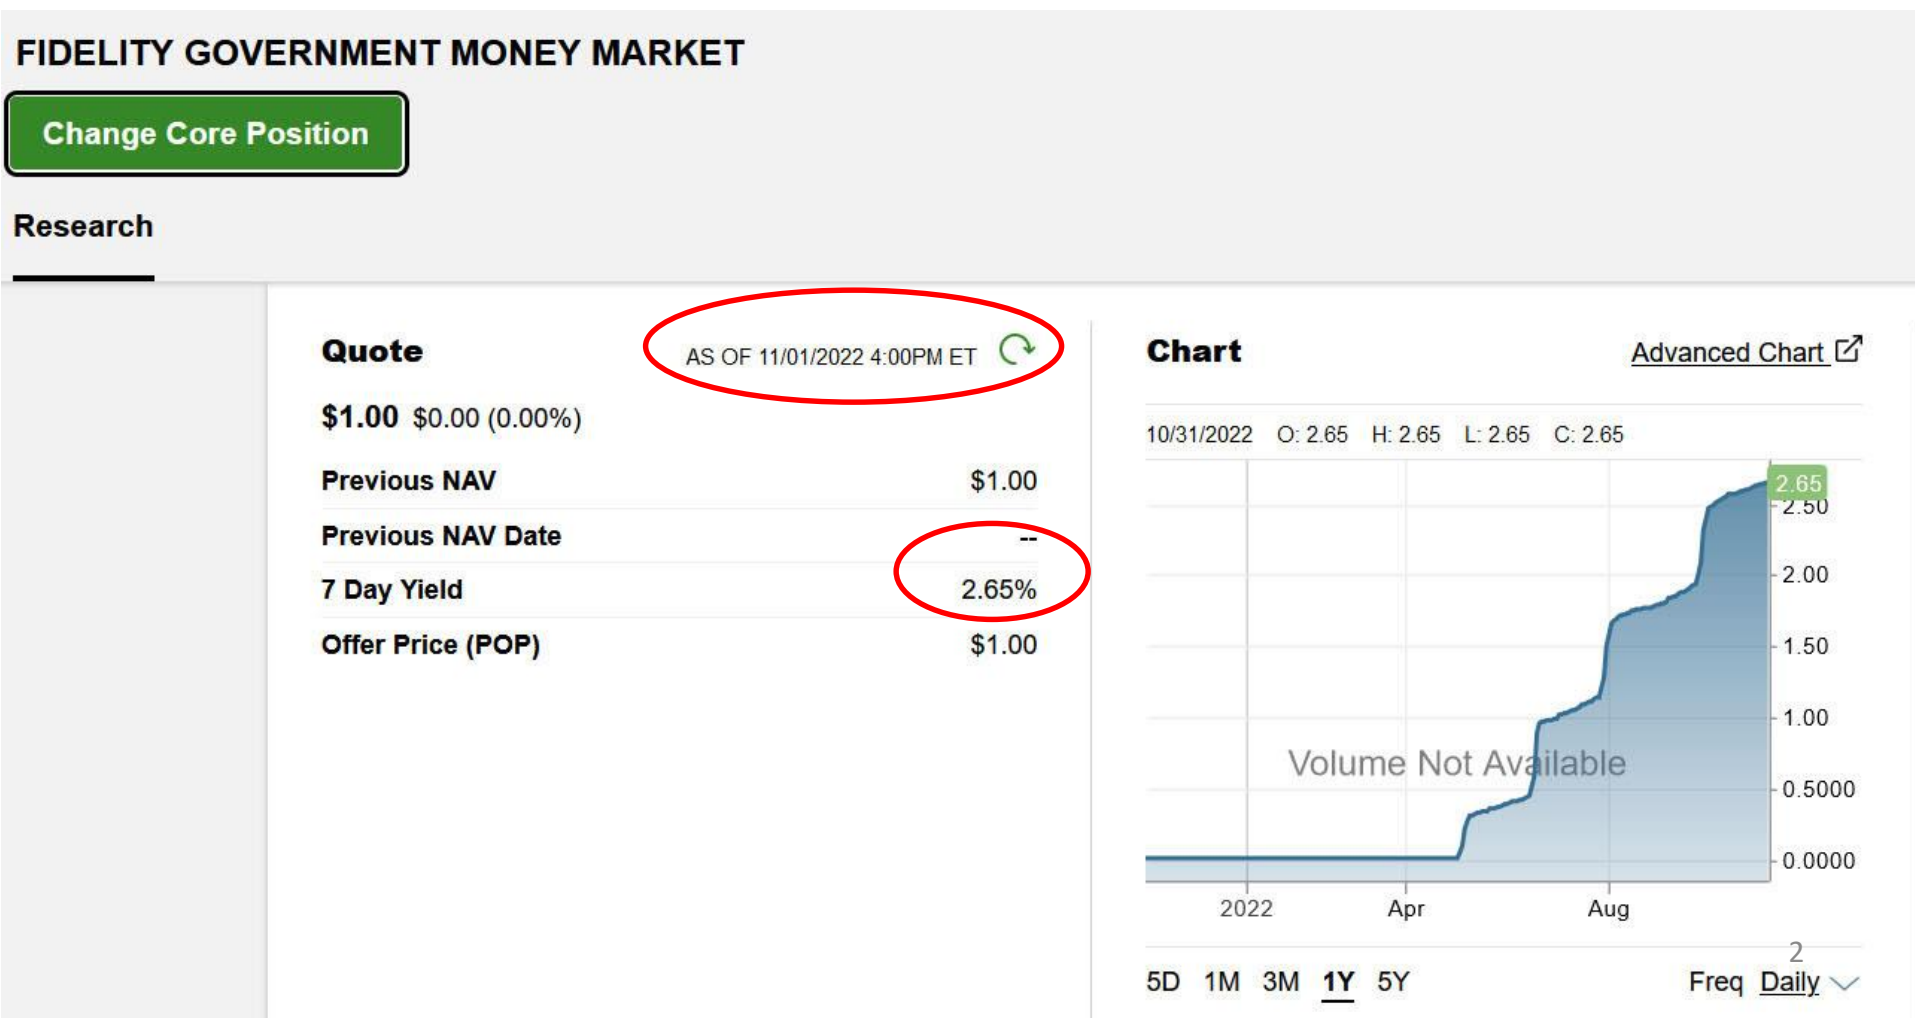 FIDELITY GOVERNMENT MONEY MARKET
Change Core Position
Research
Quote
AS OF 11/01/2022 4:00PM ET
$1.00 $0.00 (0.00%)
Previous NAV $1.00
Previous NAV Date --
7 Day Yield 2.65%
Offer Price (POP) $1.00
Chart
Advanced Chart
10/31/2022 O: 2.65 H: 2.65 L: 2.65 C: 2.65
2.65
2.50
2.00
1.50
1.00
Volume Not Available
0.5000
0.0000
2022 Apr Aug
2
5D 1M 3M 1Y 5Y
Freq Daily